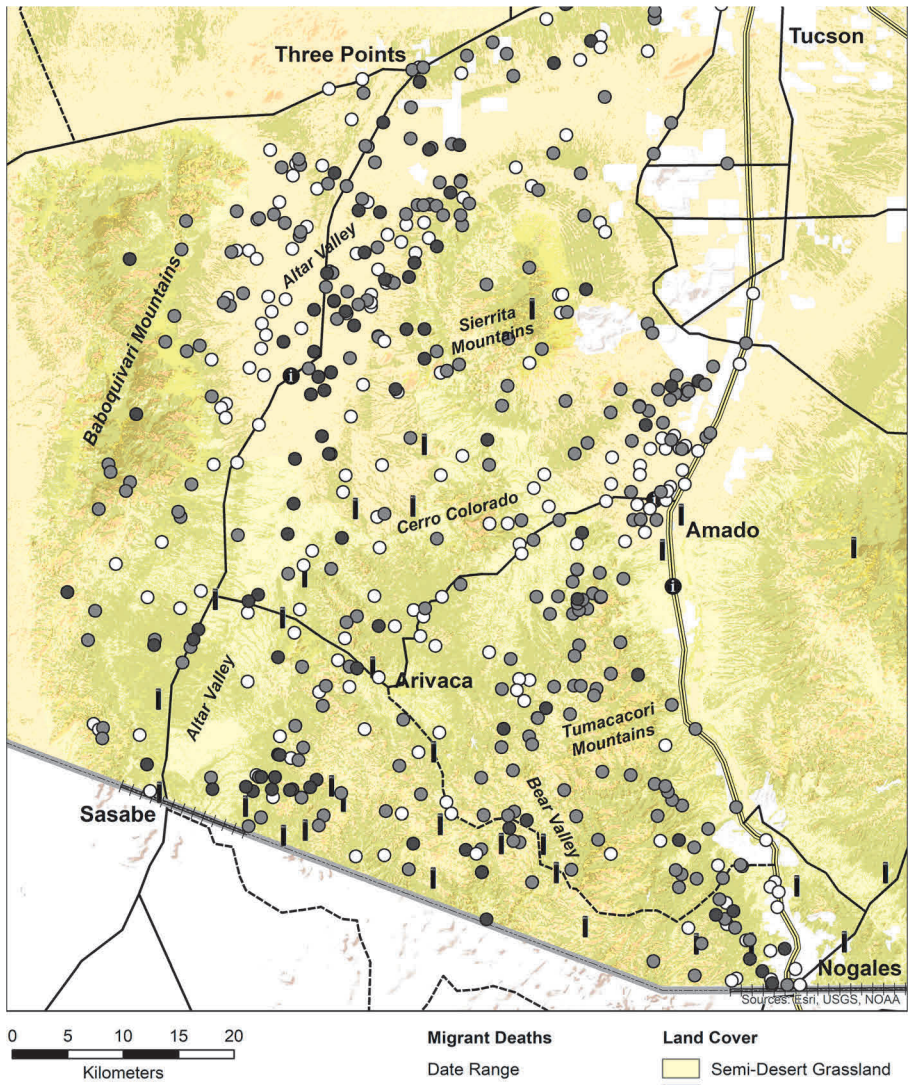 Tucson
Three Points
Altar Valley
Baboquivari Mountains
Sierrita
Mountains
Cerro Colorado
Amado
Arivaca
Altar Valley
Tumacacori
Mountains
Bear Valley
Sasabe
Nogales
Sources: Esri, USGS, NOAA
0 5 10 15 20
Kilometers
Migrant Deaths
Date Range
Land Cover
Semi-Desert Grassland
i
i
i